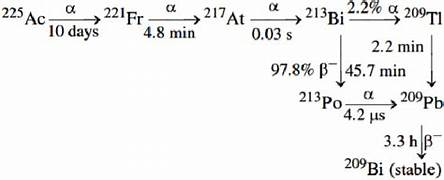 α α α 2.2% α
²²⁵Ac ²²¹Fr ²¹⁷At ²¹³Bi ²⁰⁹Tl
10 days 4.8 min 0.03 s
2.2 min
97.8% β⁻ 45.7 min
α
²¹³Po ²⁰⁹Pb
4.2 μs
3.3 h β⁻
²⁰⁹Bi (stable)